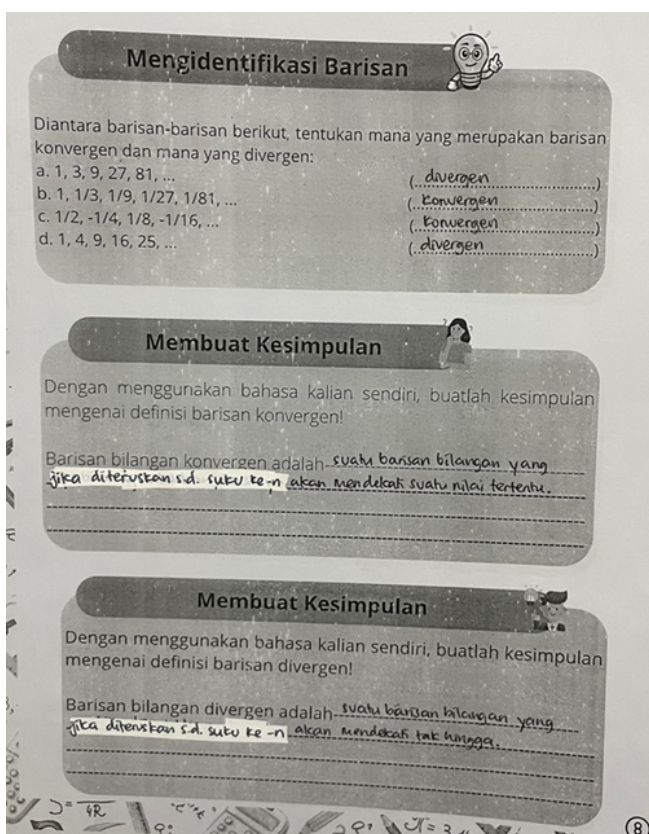 Mengidentifikasi Barisan
Diantara barisan-barisan berikut, tentukan mana yang merupakan barisan
konvergen dan mana yang divergen:
a. 1, 3, 9, 27, 81, ... (divergen)
b. 1, 1/3, 1/9, 1/27, 1/81, ... (konvergen)
c. 1/2, -1/4, 1/8, -1/16, ... (konvergen)
d. 1, 4, 9, 16, 25, ... (divergen)
Membuat Kesimpulan
Dengan menggunakan bahasa kalian sendiri, buatlah kesimpulan
mengenai definisi barisan konvergen!
Barisan bilangan konvergen adalah suatu barisan bilangan yang
jika diteruskan s.d. suku ke-n akan mendekati suatu nilai tertentu.
Membuat Kesimpulan
Dengan menggunakan bahasa kalian sendiri, buatlah kesimpulan
mengenai definisi barisan divergen!
Barisan bilangan divergen adalah suatu barisan bilangan yang
jika diteruskan s.d. suku ke-n akan mendekati tak hingga.
8